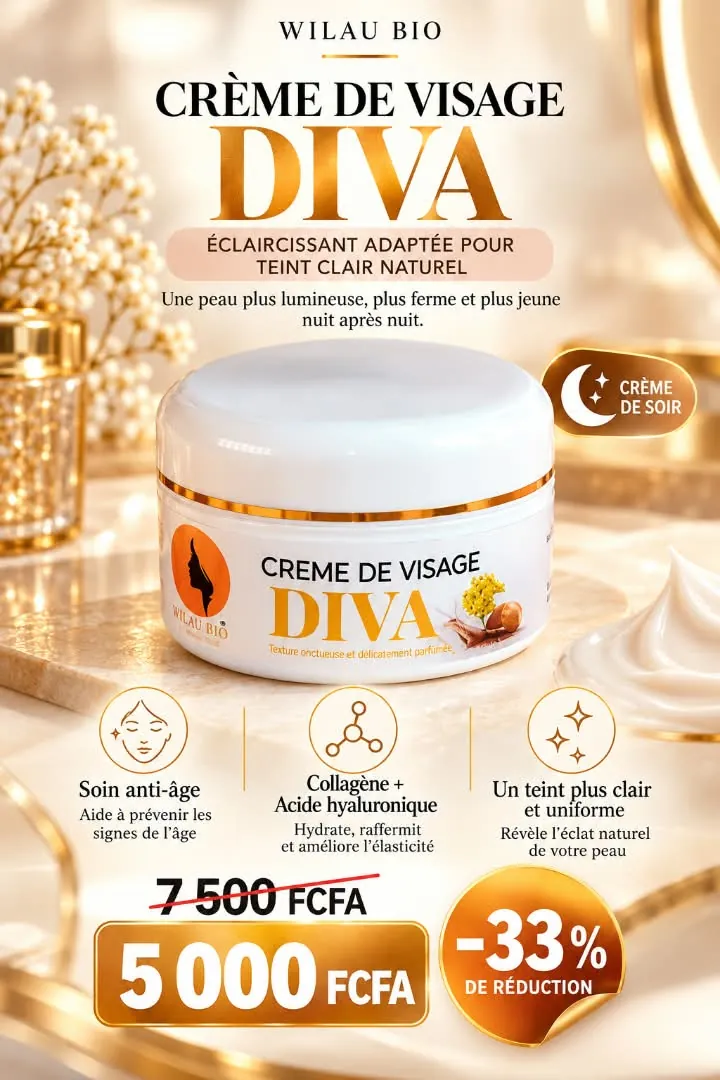 WILAU BIO
CRÈME DE VISAGE
DIVA
ÉCLAIRCISSANT ADAPTÉE POUR
TEINT CLAIR NATUREL
Une peau plus lumineuse, plus ferme et plus jeune
nuit après nuit.
CRÈME
DE SOIR
CREME DE VISAGE
DIVA
Texture onctueuse et délicatement parfumée
WILAU BIO
Soin anti-âge
Aide à prévenir les
signes de l'âge
Collagène +
Acide hyaluronique
Hydrate, raffermit
et améliore l'élasticité
Un teint plus clair
et uniforme
Révèle l'éclat naturel
de votre peau
7 500 FCFA
5 000 FCFA
-33%
DE RÉDUCTION